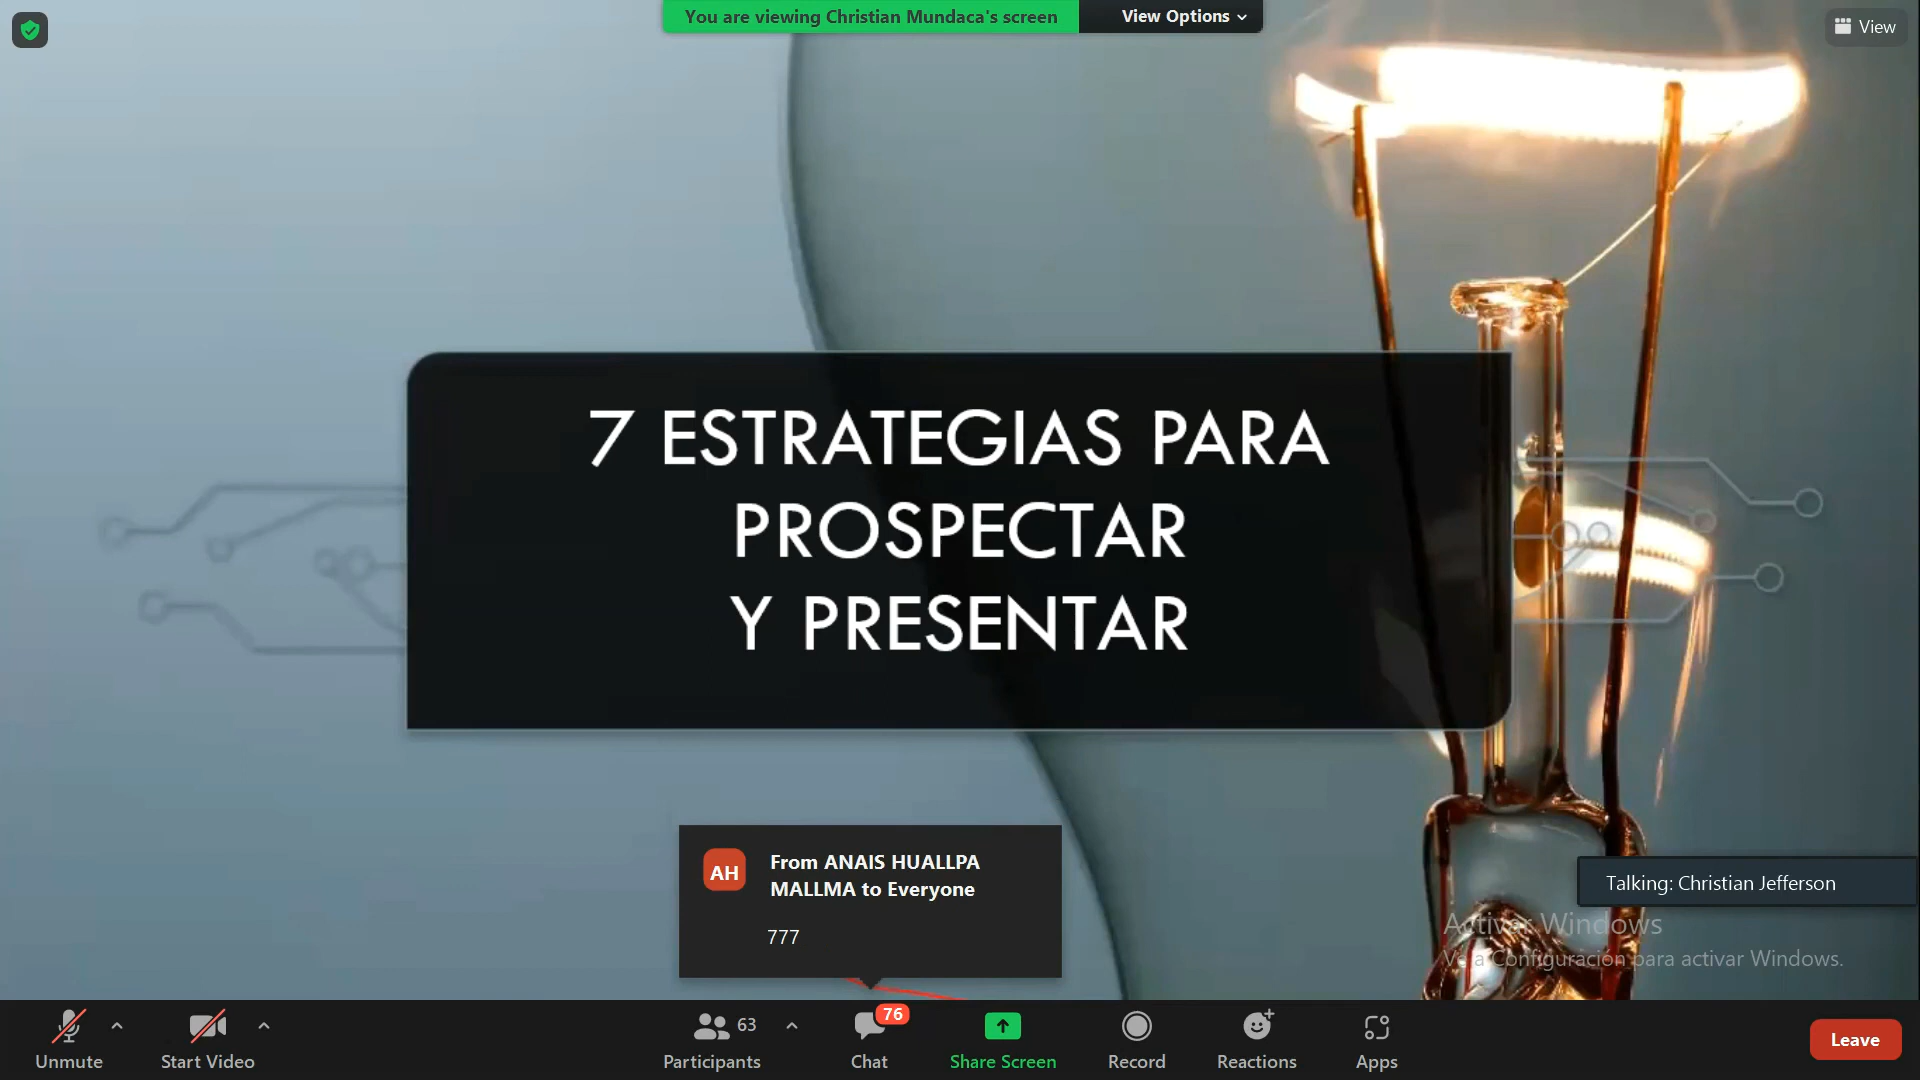 You are viewing Christian Mundaca's screen
View Options
View
7 ESTRATEGIAS PARA
PROSPECTAR
Y PRESENTAR
AH
From ANAIS HUALLPA
MALLMA to Everyone
777
Talking: Christian Jefferson
Activar Windows
Ve a Configuración para activar Windows.
Unmute
Start Video
63
Participants
76
Chat
Share Screen
Record
Reactions
Apps
Leave